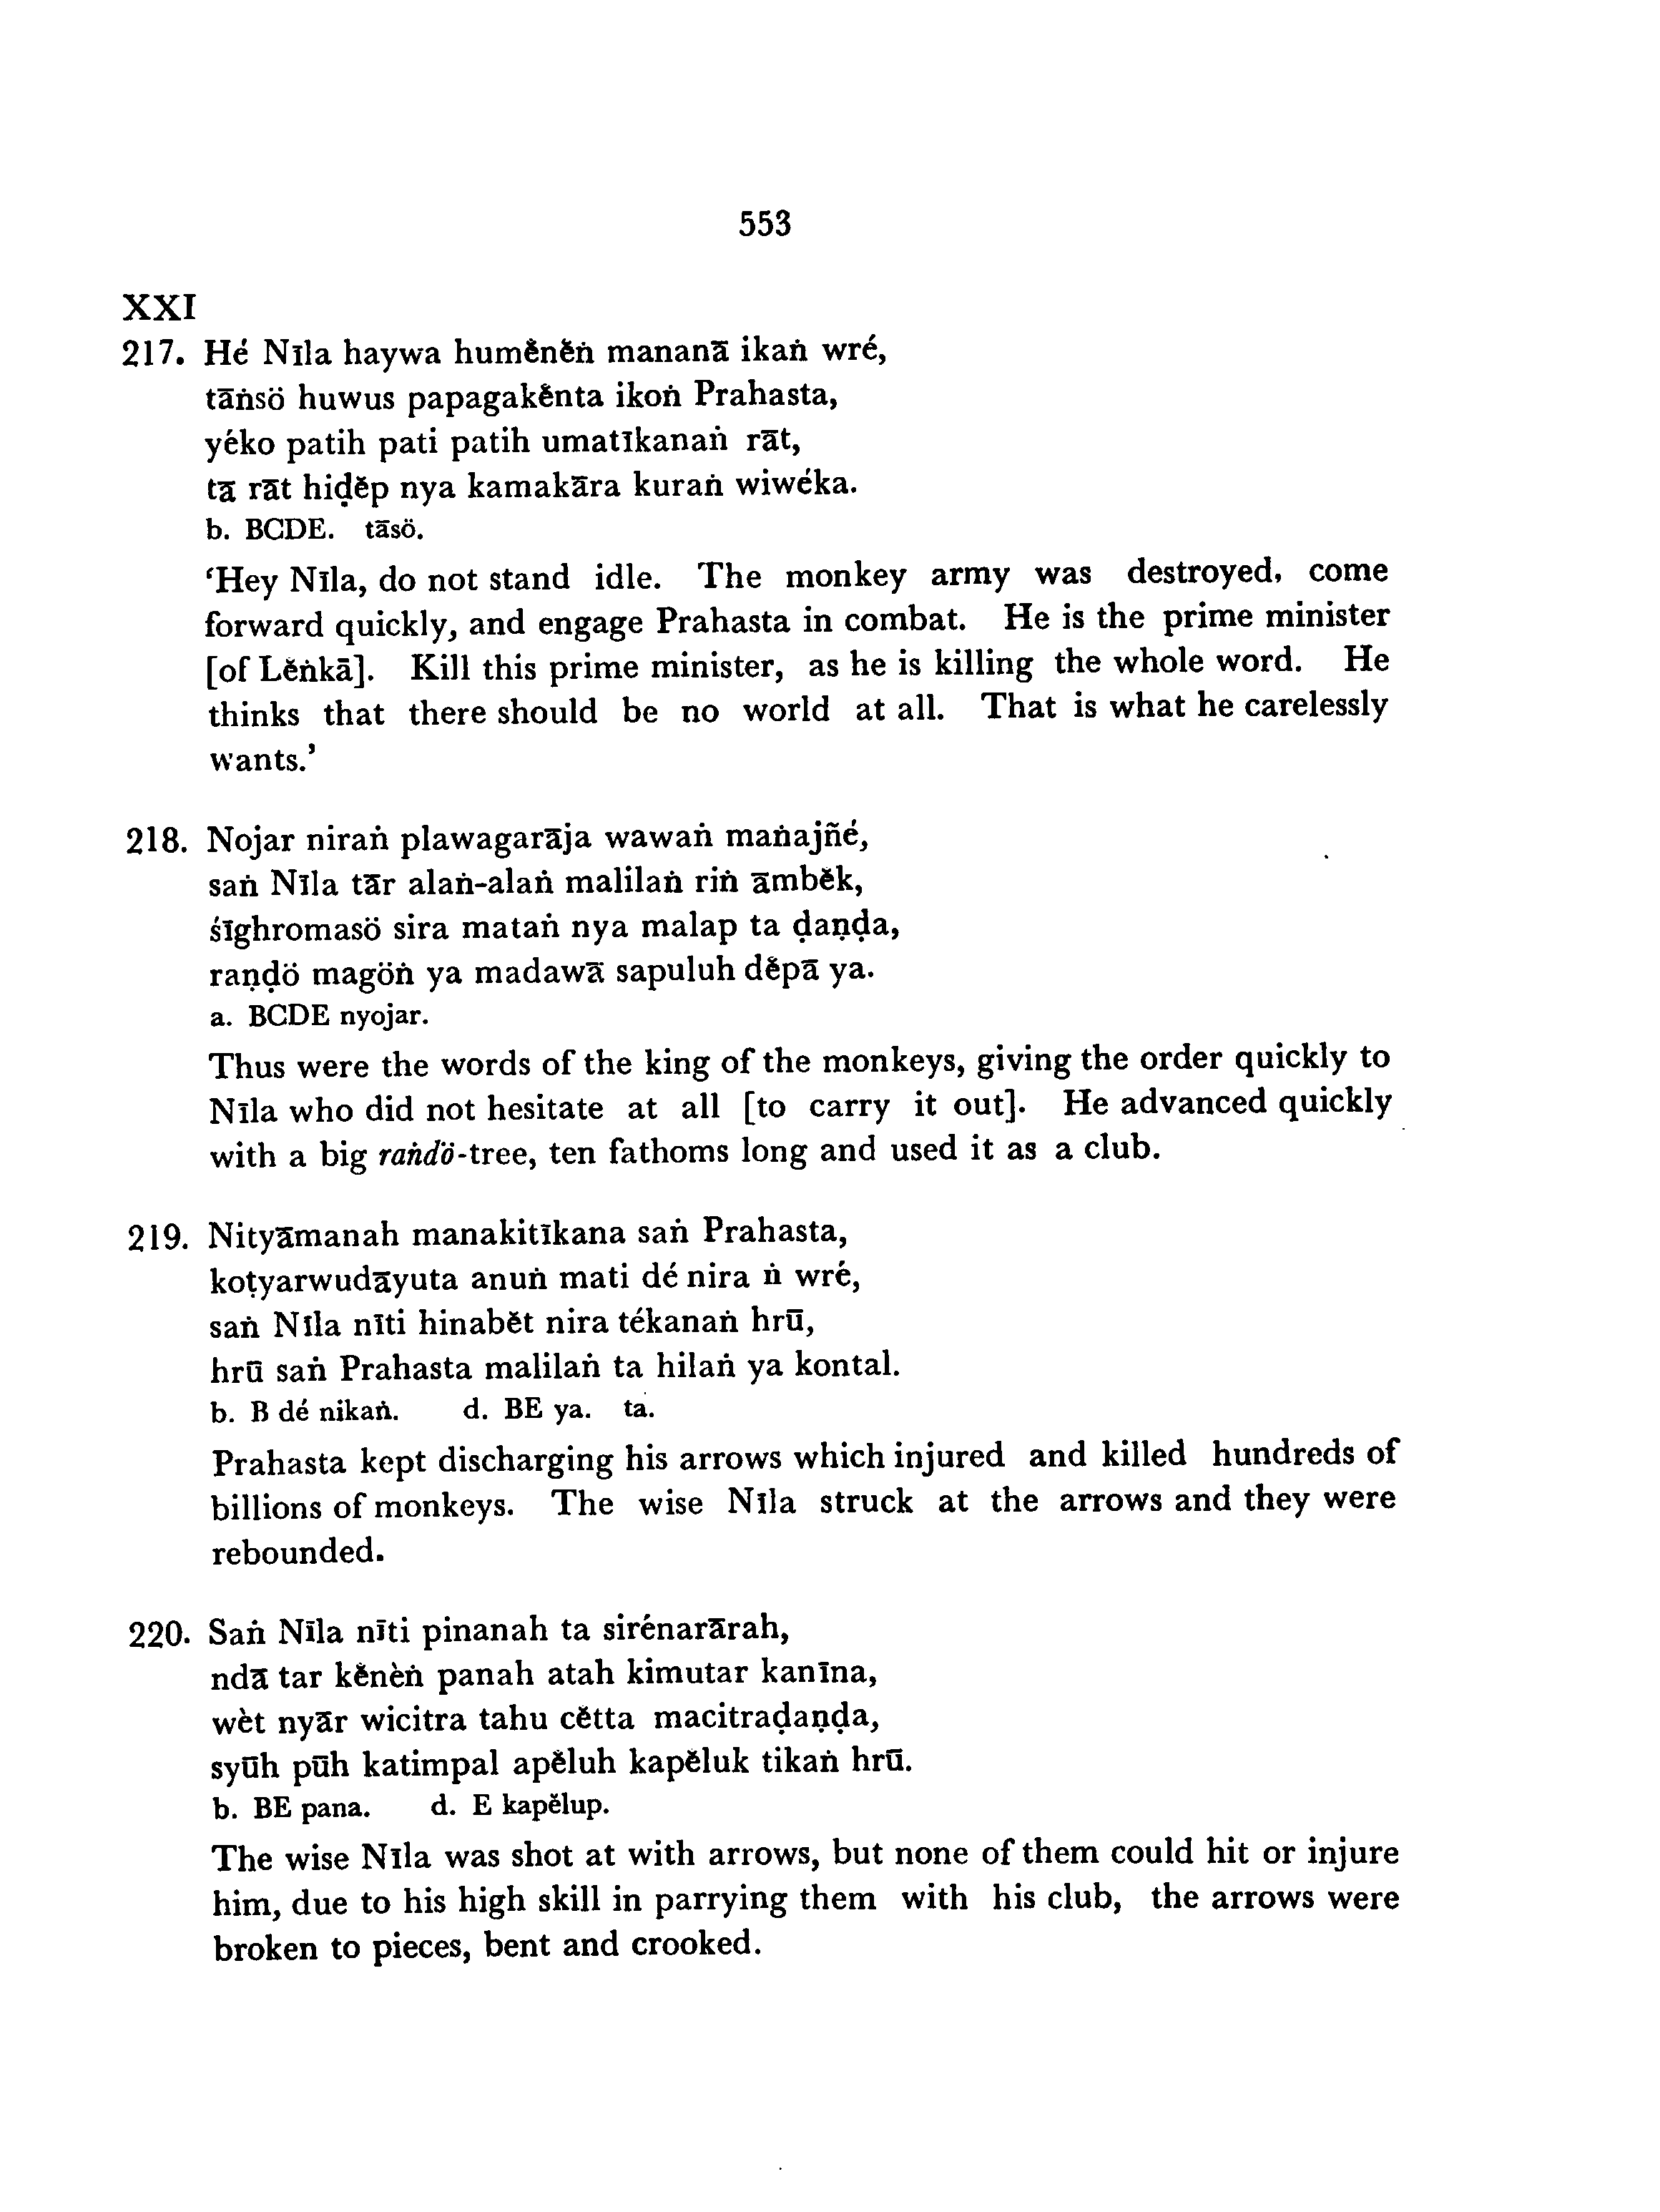 553
XXI
217. Hé Nīla haywa humĕnĕṅ mananā ikaṅ wré,
tāṅsö huwus papagakĕnta ikoṅ Prahasta,
yéko patih pati patih umatīkanaṅ rāt,
tā rāt hiḍĕp nya kamakāra kuraṅ wiwéka.
b. BCDE. tāsö.
‘Hey Nīla, do not stand idle. The monkey army was destroyed, come
forward quickly, and engage Prahasta in combat. He is the prime minister
[of Lĕṅkā]. Kill this prime minister, as he is killing the whole word. He
thinks that there should be no world at all. That is what he carelessly
wants.’
218. Nojar niraṅ plawagarāja wawaṅ maṅajñé,
saṅ Nīla tār alaṅ-alaṅ malilaṅ riṅ āmbĕk,
śīghromasö sira mataṅ nya malap ta ḍaṇḍa,
raṇḍö magöṅ ya madawā sapuluh dĕpā ya.
a. BCDE nyojar.
Thus were the words of the king of the monkeys, giving the order quickly to
Nīla who did not hesitate at all [to carry it out]. He advanced quickly
with a big raṅdö-tree, ten fathoms long and used it as a club.
219. Nityāmanah manakitīkana saṅ Prahasta,
koṭyarwudāyuta anuṅ mati dé nira ṅ wré,
saṅ Nīla nīti hinabĕt nira tékanaṅ hrū,
hrū saṅ Prahasta malilaṅ ta hilaṅ ya kontal.
b. B dé nikaṅ. d. BE ya. ta.
Prahasta kept discharging his arrows which injured and killed hundreds of
billions of monkeys. The wise Nīla struck at the arrows and they were
rebounded.
220. Saṅ Nīla nīti pinanah ta sirénarārah,
ndā tar kĕnèṅ panah atah kimutar kanīna,
wèt nyār wicitra tahu cĕtta macitraḍaṇḍa,
syūh pūh katimpal apĕluh kapĕluk tikaṅ hrū.
b. BE pana. d. E kapĕlup.
The wise Nīla was shot at with arrows, but none of them could hit or injure
him, due to his high skill in parrying them with his club, the arrows were
broken to pieces, bent and crooked.